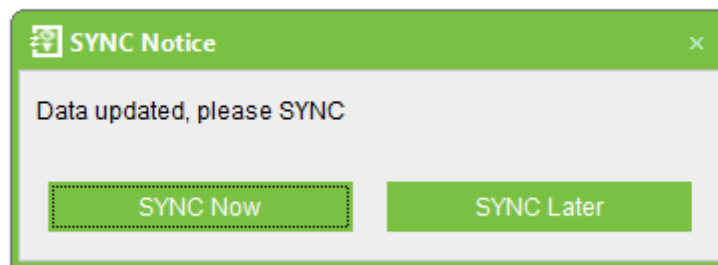 SYNC Notice
Data updated, please SYNC
SYNC Now
SYNC Later